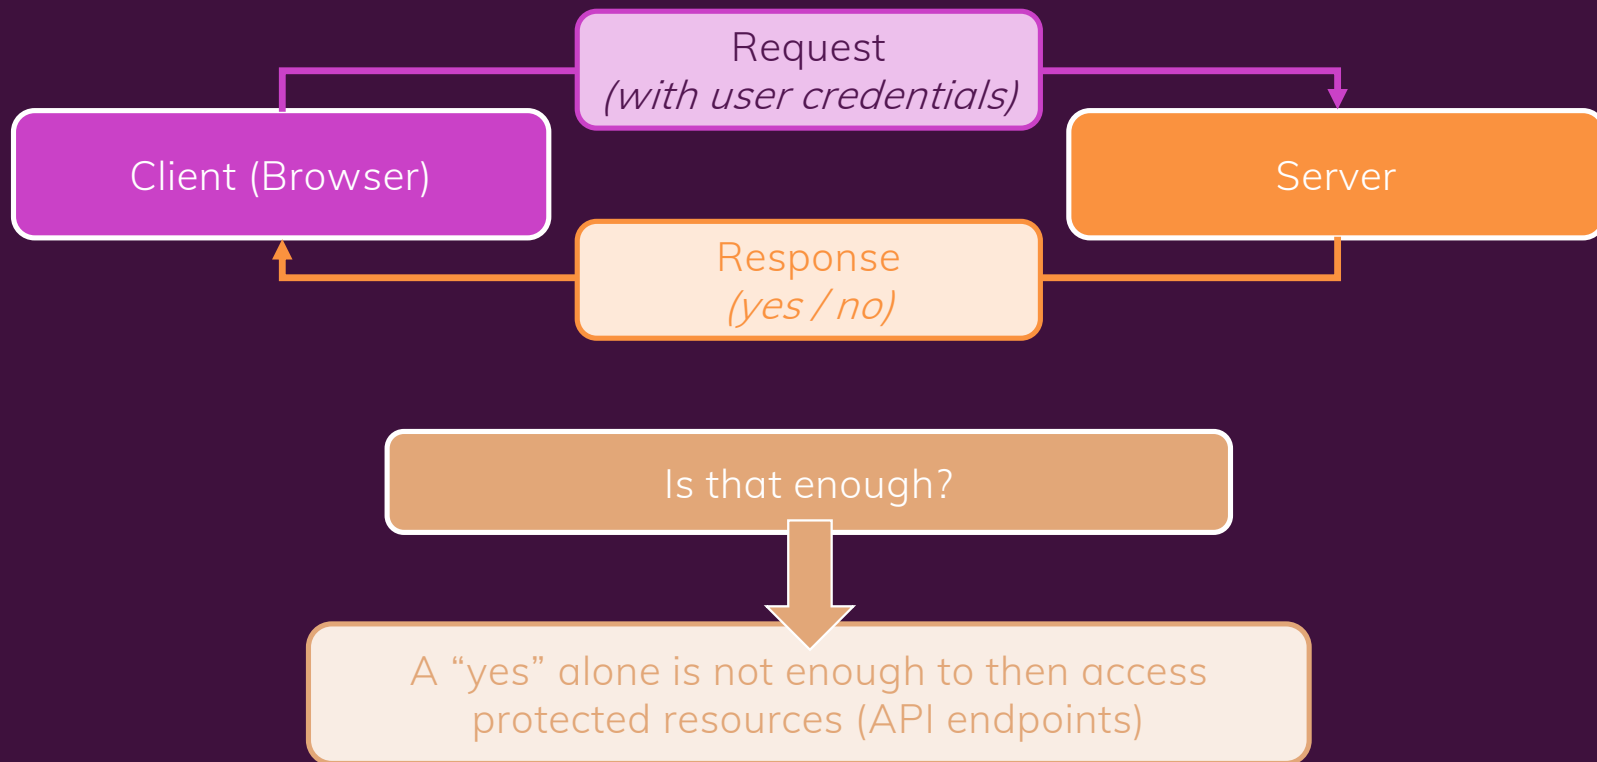 Request
(with user credentials)
Client (Browser)
Server
Response
(yes / no)
Is that enough?
A “yes” alone is not enough to then access
protected resources (API endpoints)